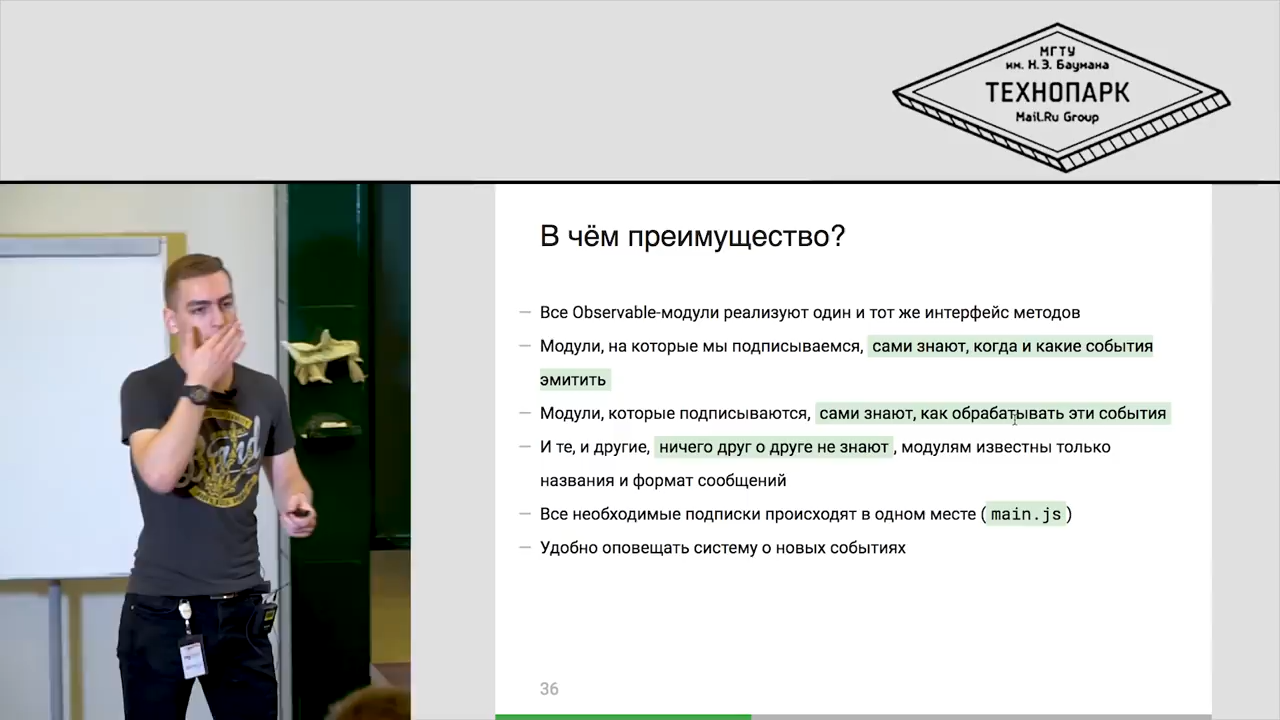 МГТУ
им. Н.Э. Баумана
ТЕХНОПАРК
Mail.Ru Group
В чём преимущество?
— Все Observable-модули реализуют один и тот же интерфейс методов
— Модули, на которые мы подписываемся, сами знают, когда и какие события
эмитить
— Модули, которые подписываются, сами знают, как обрабатывать эти события
— И те, и другие, ничего друг о друге не знают, модулям известны только
названия и формат сообщений
— Все необходимые подписки происходят в одном месте (main.js)
— Удобно оповещать систему о новых событиях
36